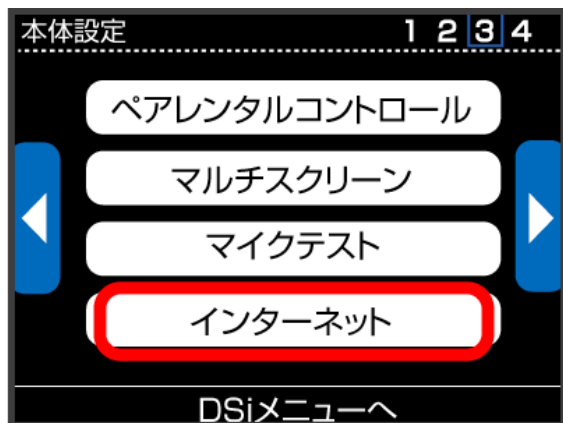 本体設定 1 2 3 4
ペアレンタルコントロール
マルチスクリーン
マイクテスト
インターネット
DSiメニューへ